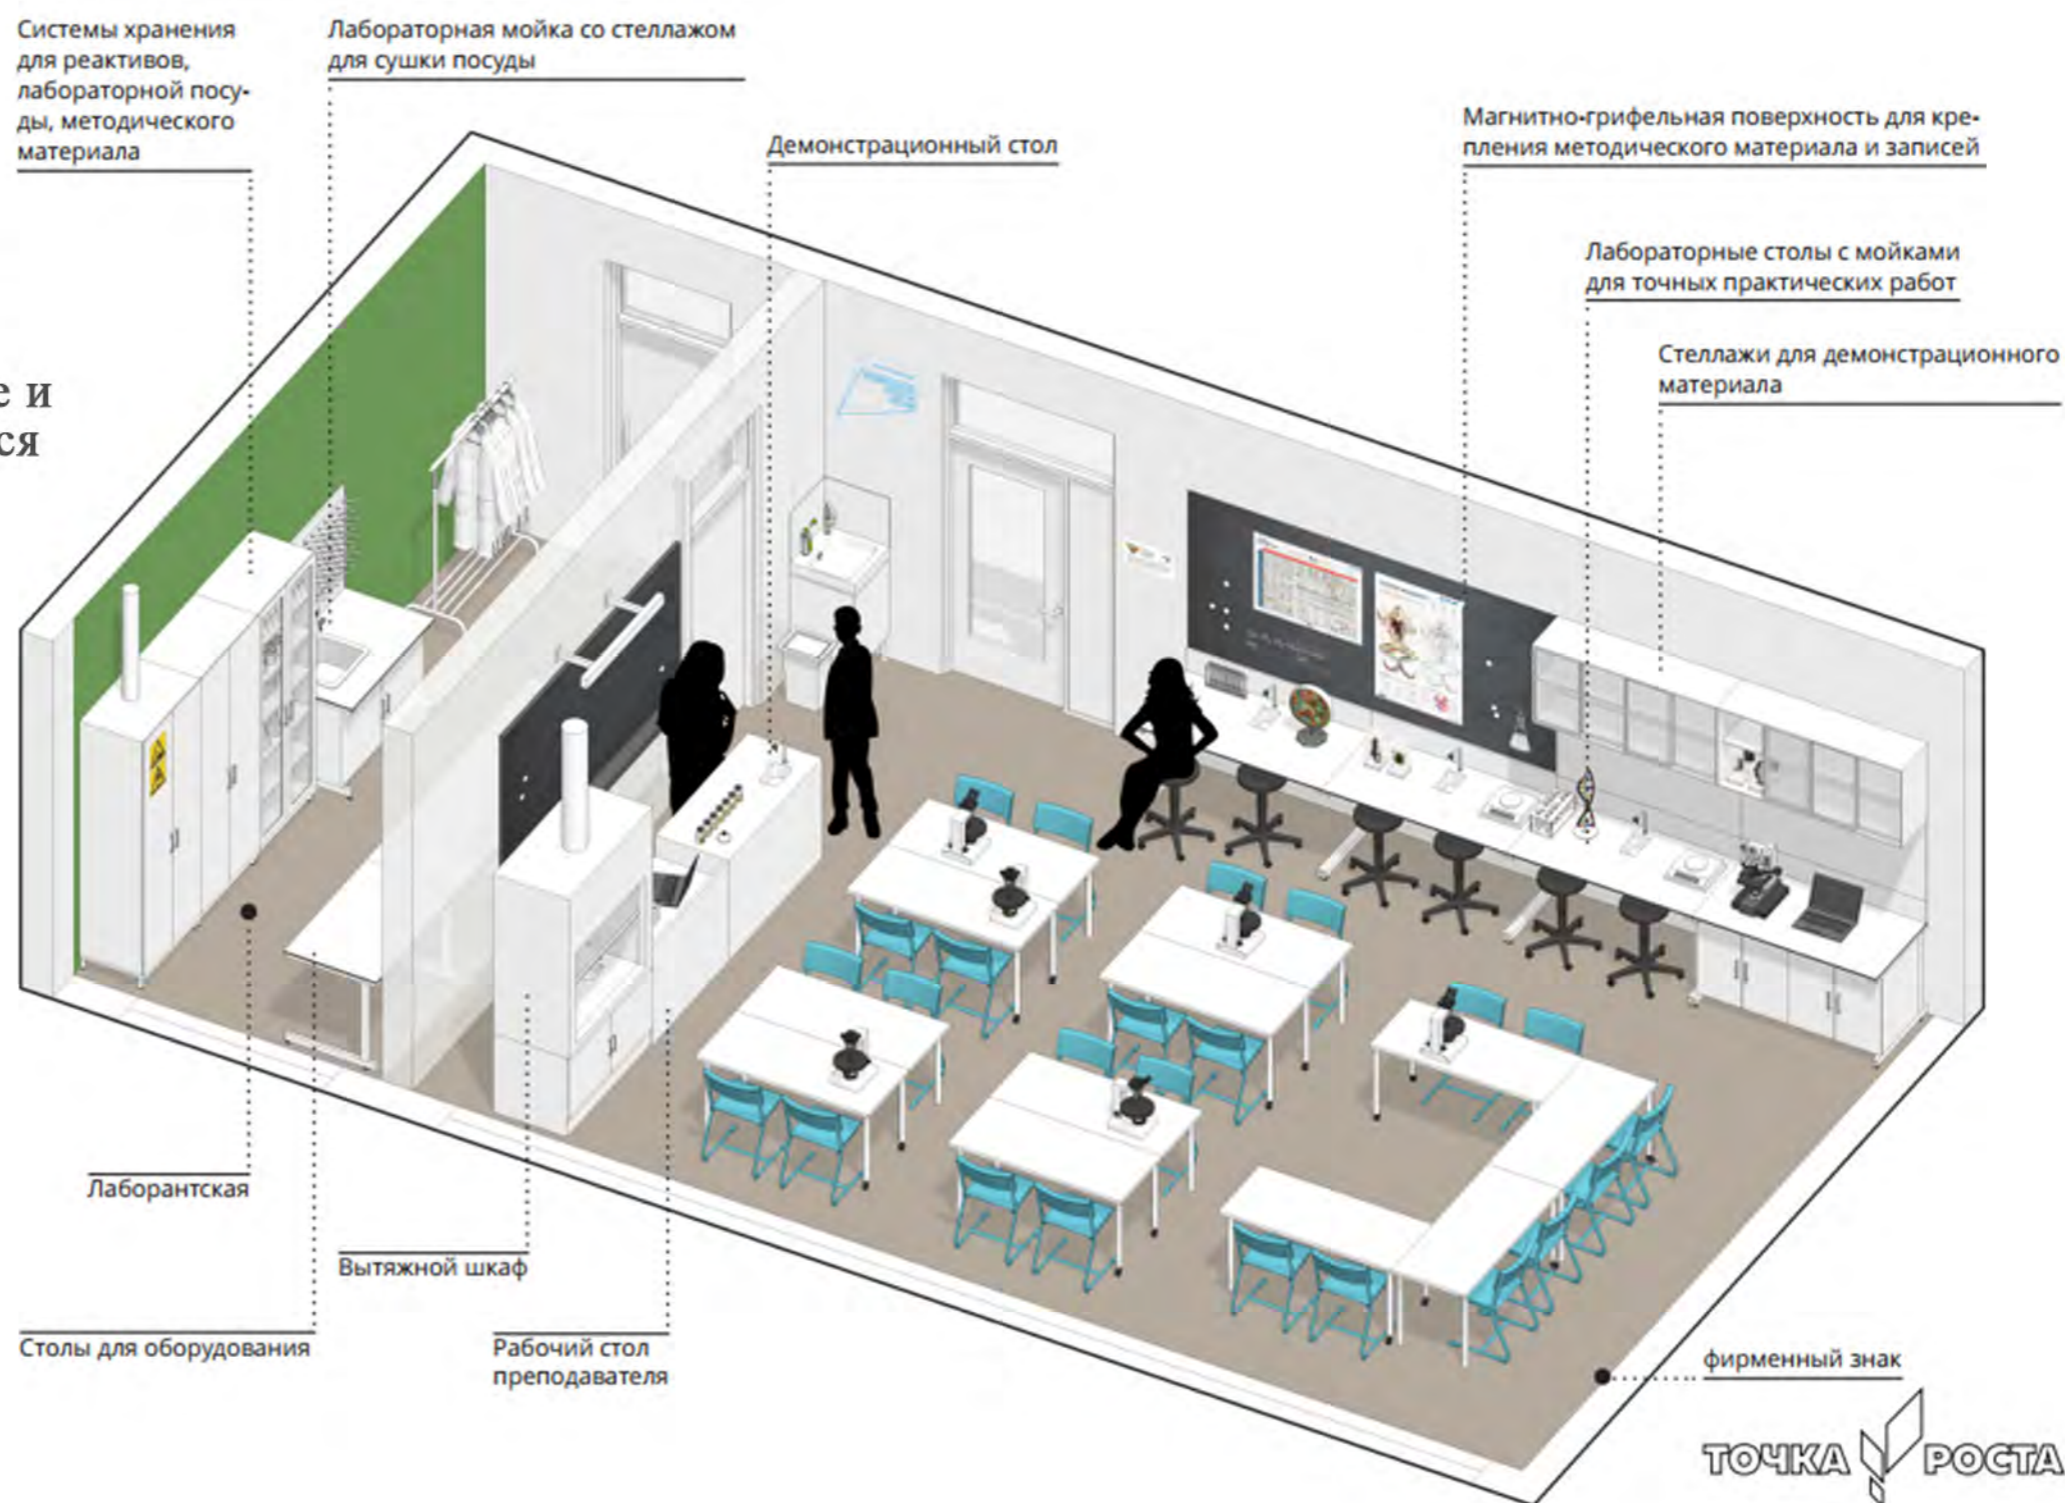 Системы хранения
для реактивов,
лабораторной посу-
ды, методического
материала
Лабораторная мойка со стеллажом
для сушки посуды
Демонстрационный стол
Магнитно-грифельная поверхность для кре-
пления методического материала и записей
Лабораторные столы с мойками
для точных практических работ
Стеллажи для демонстрационного
материала
е и
ся
Лаборантская
Вытяжной шкаф
Столы для оборудования
Рабочий стол
преподавателя
фирменный знак
ТОЧКА РОСТА